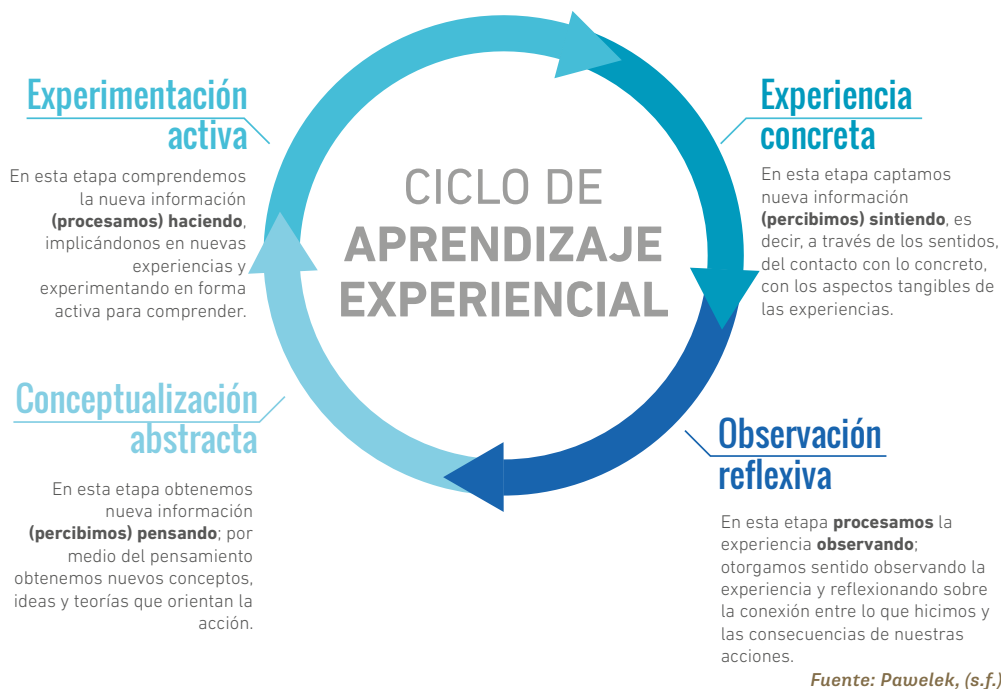 CICLO DE
APRENDIZAJE
EXPERIENCIAL
Experiencia
concreta
En esta etapa captamos
nueva información
(percibimos) sintiendo, es
decir, a través de los sentidos,
del contacto con lo concreto,
con los aspectos tangibles de
las experiencias.
Observación
reflexiva
En esta etapa procesamos la
experiencia observando;
otorgamos sentido observando la
experiencia y reflexionando sobre
la conexión entre lo que hicimos y
las consecuencias de nuestras
acciones.
Conceptualización
abstracta
En esta etapa obtenemos
nueva información
(percibimos) pensando; por
medio del pensamiento
obtenemos nuevos conceptos,
ideas y teorías que orientan la
acción.
Experimentación
activa
En esta etapa comprendemos
la nueva información
(procesamos) haciendo,
implicándonos en nuevas
experiencias y
experimentando en forma
activa para comprender.
Fuente: Pawelek, (s.f.)